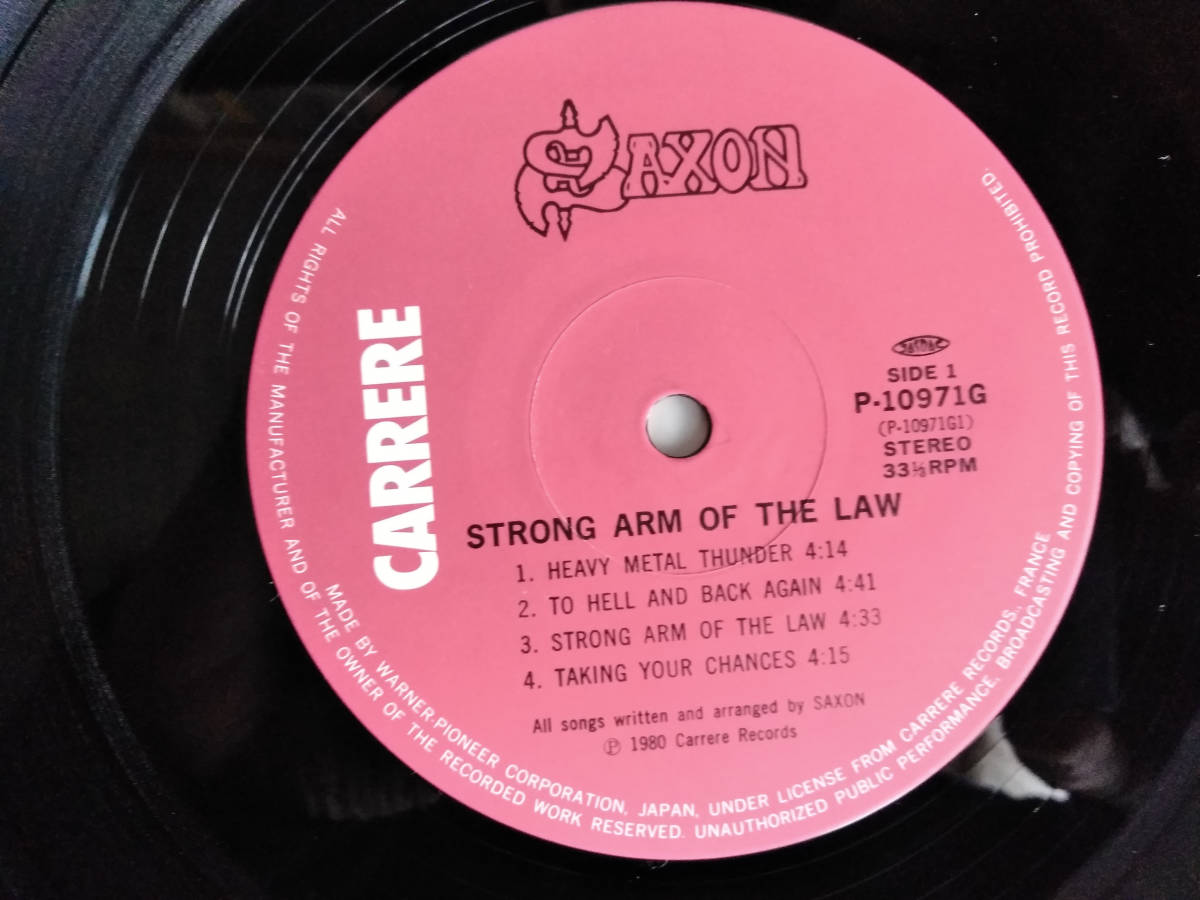 SAXON
CARRERE
JASRAC
SIDE 1
P-10971G
(P-10971G1)
STEREO
33⅓RPM
STRONG ARM OF THE LAW
1. HEAVY METAL THUNDER 4:14
2. TO HELL AND BACK AGAIN 4:41
3. STRONG ARM OF THE LAW 4:33
4. TAKING YOUR CHANCES 4:15
All songs written and arranged by SAXON
Ⓟ 1980 Carrere Records
MADE BY WARNER-PIONEER CORPORATION, JAPAN, UNDER LICENSE FROM CARRERE RECORDS., FRANCE
ALL RIGHTS OF THE MANUFACTURER AND OF THE OWNER OF THE RECORDED WORK RESERVED. UNAUTHORIZED PUBLIC PERFORMANCE, BROADCASTING AND COPYING OF THIS RECORD PROHIBITED.